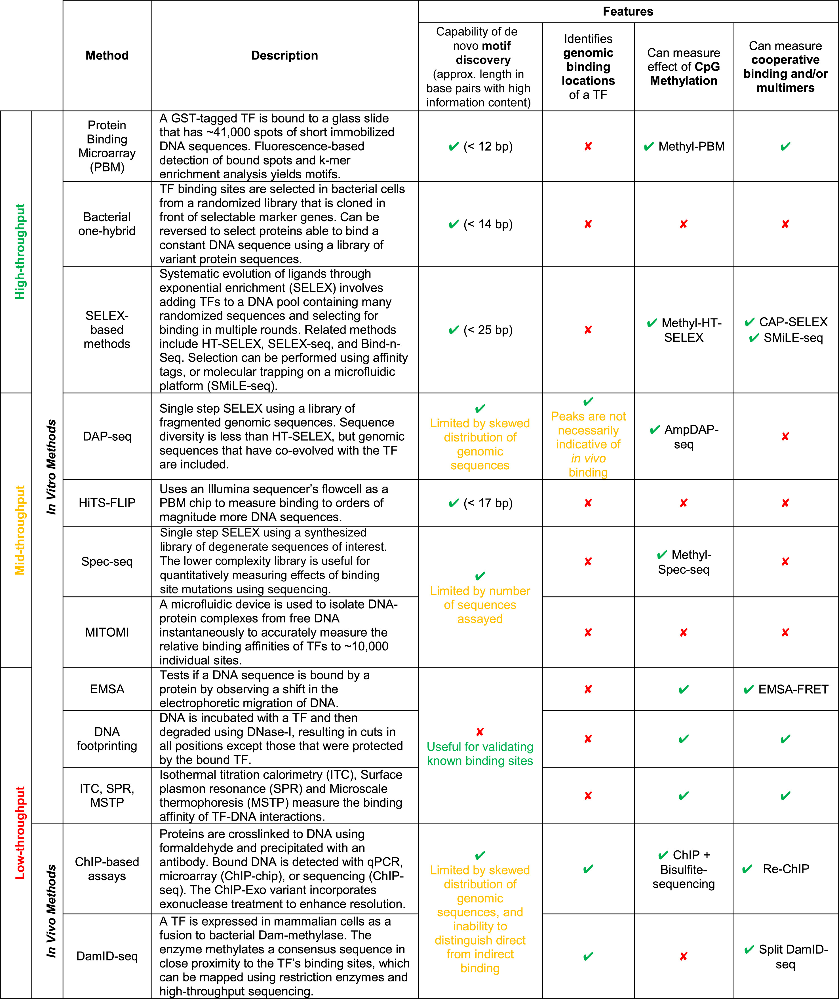 Features
Method
Description
Capability of de
novo motif
discovery
(approx. length in
base pairs with high
information content)
Identifies
genomic
binding
locations
of a TF
Can measure
effect of CpG
Methylation
Can measure
cooperative
binding and/or
multimers
High-throughput
In Vitro Methods
Protein
Binding
Microarray
(PBM)
A GST-tagged TF is bound to a glass slide
that has ~41,000 spots of short immobilized
DNA sequences. Fluorescence-based
detection of bound spots and k-mer
enrichment analysis yields motifs.
✔ (< 12 bp)
✘
✔ Methyl-PBM
✔
Bacterial
one-hybrid
TF binding sites are selected in bacterial cells
from a randomized library that is cloned in
front of selectable marker genes. Can be
reversed to select proteins able to bind a
constant DNA sequence using a library of
variant protein sequences.
✔ (< 14 bp)
✘
✘
✘
SELEX-
based
methods
Systematic evolution of ligands through
exponential enrichment (SELEX) involves
adding TFs to a DNA pool containing many
randomized sequences and selecting for
binding in multiple rounds. Related methods
include HT-SELEX, SELEX-seq, and Bind-n-
Seq. Selection can be performed using affinity
tags, or molecular trapping on a microfluidic
platform (SMiLE-seq).
✔ (< 25 bp)
✘
✔ Methyl-HT-
SELEX
✔ CAP-SELEX
✔ SMiLE-seq
Mid-throughput
DAP-seq
Single step SELEX using a library of
fragmented genomic sequences. Sequence
diversity is less than HT-SELEX, but genomic
sequences that have co-evolved with the TF
are included.
✔
Limited by skewed
distribution of
genomic
sequences
✔
Peaks are not
necessarily
indicative of
in vivo
binding
✔ AmpDAP-
seq
✘
HiTS-FLIP
Uses an Illumina sequencer’s flowcell as a
PBM chip to measure binding to orders of
magnitude more DNA sequences.
✔ (< 17 bp)
✘
✘
✘
Spec-seq
Single step SELEX using a synthesized
library of degenerate sequences of interest.
The lower complexity library is useful for
quantitatively measuring effects of binding
site mutations using sequencing.
✔
Limited by number
of sequences
assayed
✘
✔ Methyl-
Spec-seq
✘
MITOMI
A microfluidic device is used to isolate DNA-
protein complexes from free DNA
instantaneously to accurately measure the
relative binding affinities of TFs to ~10,000
individual sites.
✘
✘
✘
Low-throughput
EMSA
Tests if a DNA sequence is bound by a
protein by observing a shift in the
electrophoretic migration of DNA.
✘
Useful for validating
known binding sites
✘
✔
✔ EMSA-FRET
DNA
footprinting
DNA is incubated with a TF and then
degraded using DNase-I, resulting in cuts in
all positions except those that were protected
by the bound TF.
✘
✔
✔
ITC, SPR,
MSTP
Isothermal titration calorimetry (ITC), Surface
plasmon resonance (SPR) and Microscale
thermophoresis (MSTP) measure the binding
affinity of TF-DNA interactions.
✘
✔
✔
In Vivo Methods
ChIP-based
assays
Proteins are crosslinked to DNA using
formaldehyde and precipitated with an
antibody. Bound DNA is detected with qPCR,
microarray (ChIP-chip), or sequencing (ChIP-
seq). The ChIP-Exo variant incorporates
exonuclease treatment to enhance resolution.
✔
Limited by skewed
distribution of
genomic
sequences, and
inability to
distinguish direct
from indirect
binding
✔
✔ ChIP +
Bisulfite-
sequencing
✔ Re-ChIP
DamID-seq
A TF is expressed in mammalian cells as a
fusion to bacterial Dam-methylase. The
enzyme methylates a consensus sequence in
close proximity to the TF’s binding sites, which
can be mapped using restriction enzymes and
high-throughput sequencing.
✔
✘
✔ Split DamID-
seq